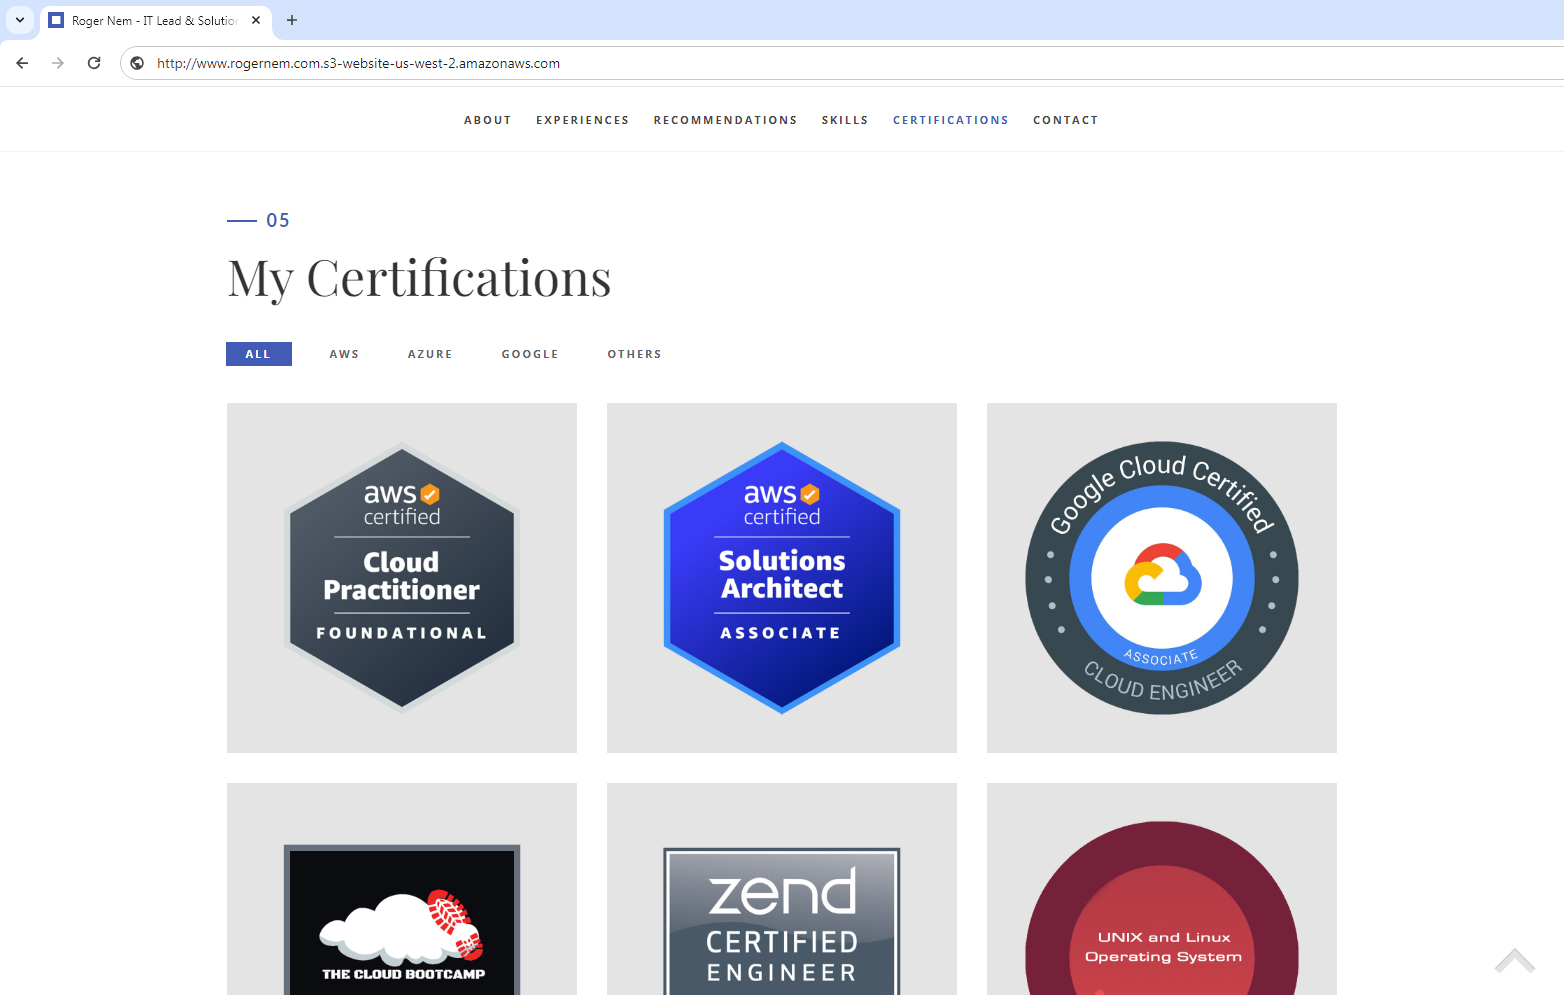 Roger Nem - IT Lead & Solution
http://www.rogernem.com.s3-website-us-west-2.amazonaws.com
ABOUT EXPERIENCES RECOMMENDATIONS SKILLS CERTIFICATIONS CONTACT
05
My Certifications
ALL AWS AZURE GOOGLE OTHERS
aws
certified
Cloud
Practitioner
FOUNDATIONAL
aws
certified
Solutions
Architect
ASSOCIATE
Google Cloud Certified
ASSOCIATE
CLOUD ENGINEER
THE CLOUD BOOTCAMP
zend
CERTIFIED
ENGINEER
UNIX and Linux
Operating System